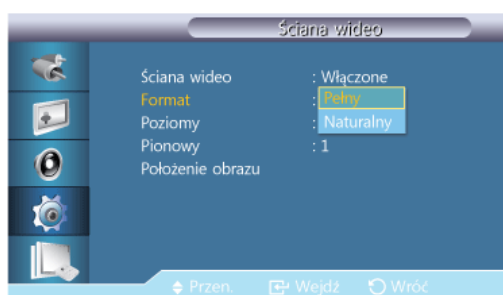 Ściana wideo
Ściana wideo : Włączone
Format : Pełny
Poziomy : Naturalny
Pionowy : 1
Położenie obrazu
Przen. Wejdź Wróć